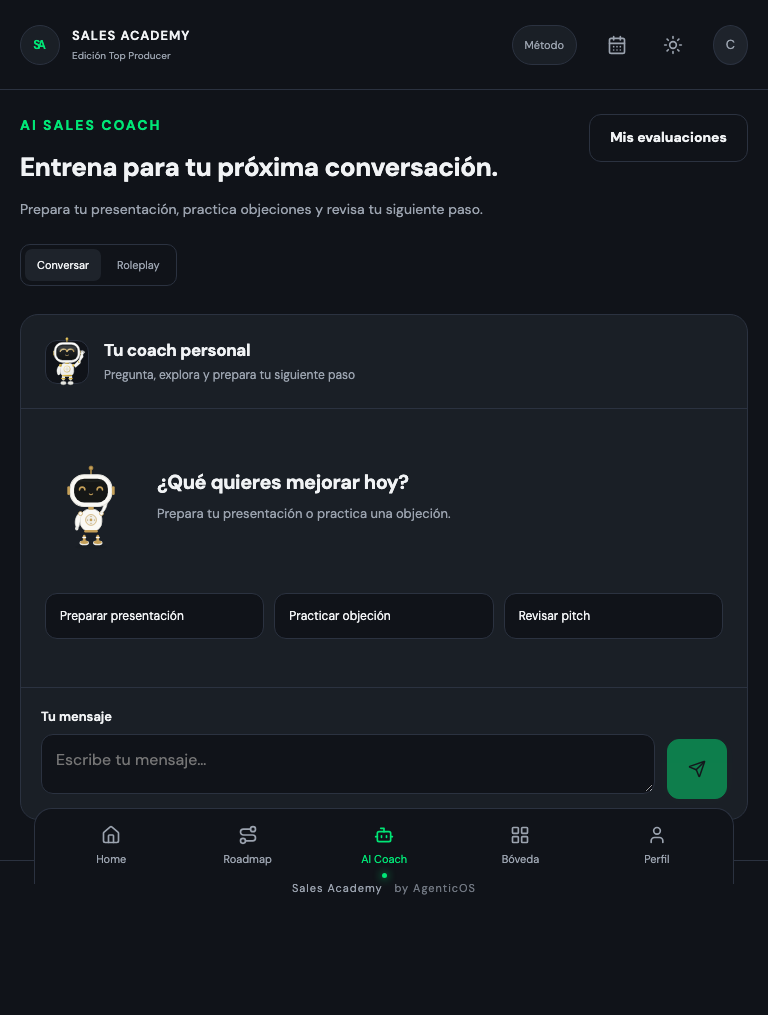 SA
SALES ACADEMY
Edición Top Producer
Método
C
AI SALES COACH
Mis evaluaciones
Entrena para tu próxima conversación.
Prepara tu presentación, practica objeciones y revisa tu siguiente paso.
Conversar
Roleplay
Tu coach personal
Pregunta, explora y prepara tu siguiente paso
¿Qué quieres mejorar hoy?
Prepara tu presentación o practica una objeción.
Preparar presentación
Practicar objeción
Revisar pitch
Tu mensaje
Escribe tu mensaje...
Home
Roadmap
AI Coach
Bóveda
Perfil
Sales Academy by AgenticOS